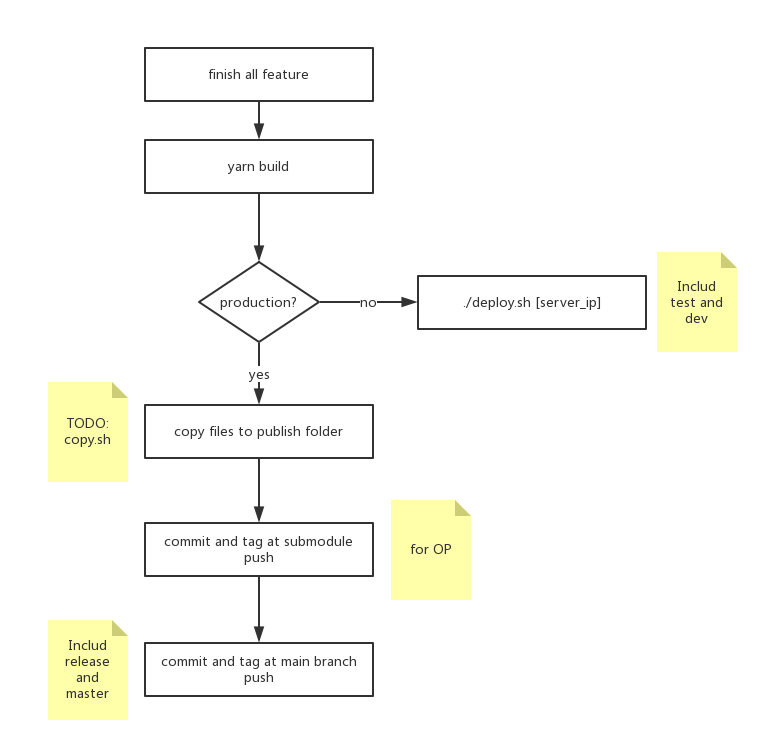 finish all feature
yarn build
production?
no
./deploy.sh [server_ip]
Includ
test and
dev
yes
TODO:
copy.sh
copy files to publish folder
commit and tag at submodule
push
for OP
Includ
release
and
master
commit and tag at main branch
push